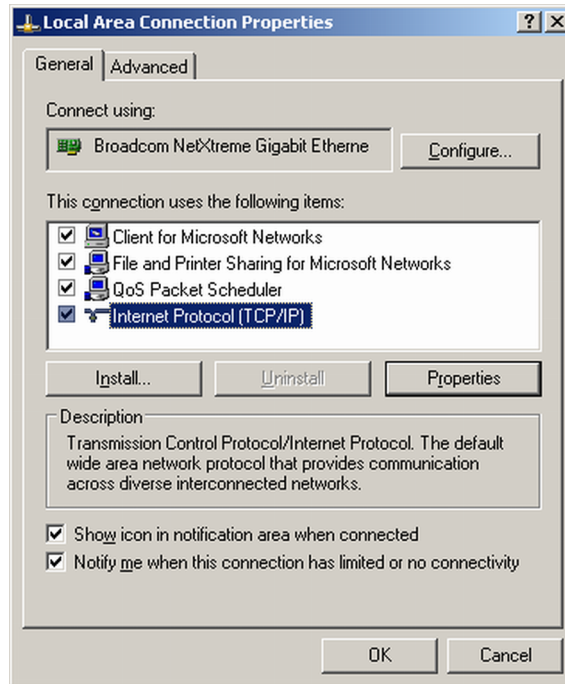 Local Area Connection Properties
General
Advanced
Connect using:
Broadcom NetXtreme Gigabit Etherne
Configure...
This connection uses the following items:
Client for Microsoft Networks
File and Printer Sharing for Microsoft Networks
QoS Packet Scheduler
Internet Protocol (TCP/IP)
Install...
Uninstall
Properties
Description
Transmission Control Protocol/Internet Protocol. The default
wide area network protocol that provides communication
across diverse interconnected networks.
Show icon in notification area when connected
Notify me when this connection has limited or no connectivity
OK
Cancel